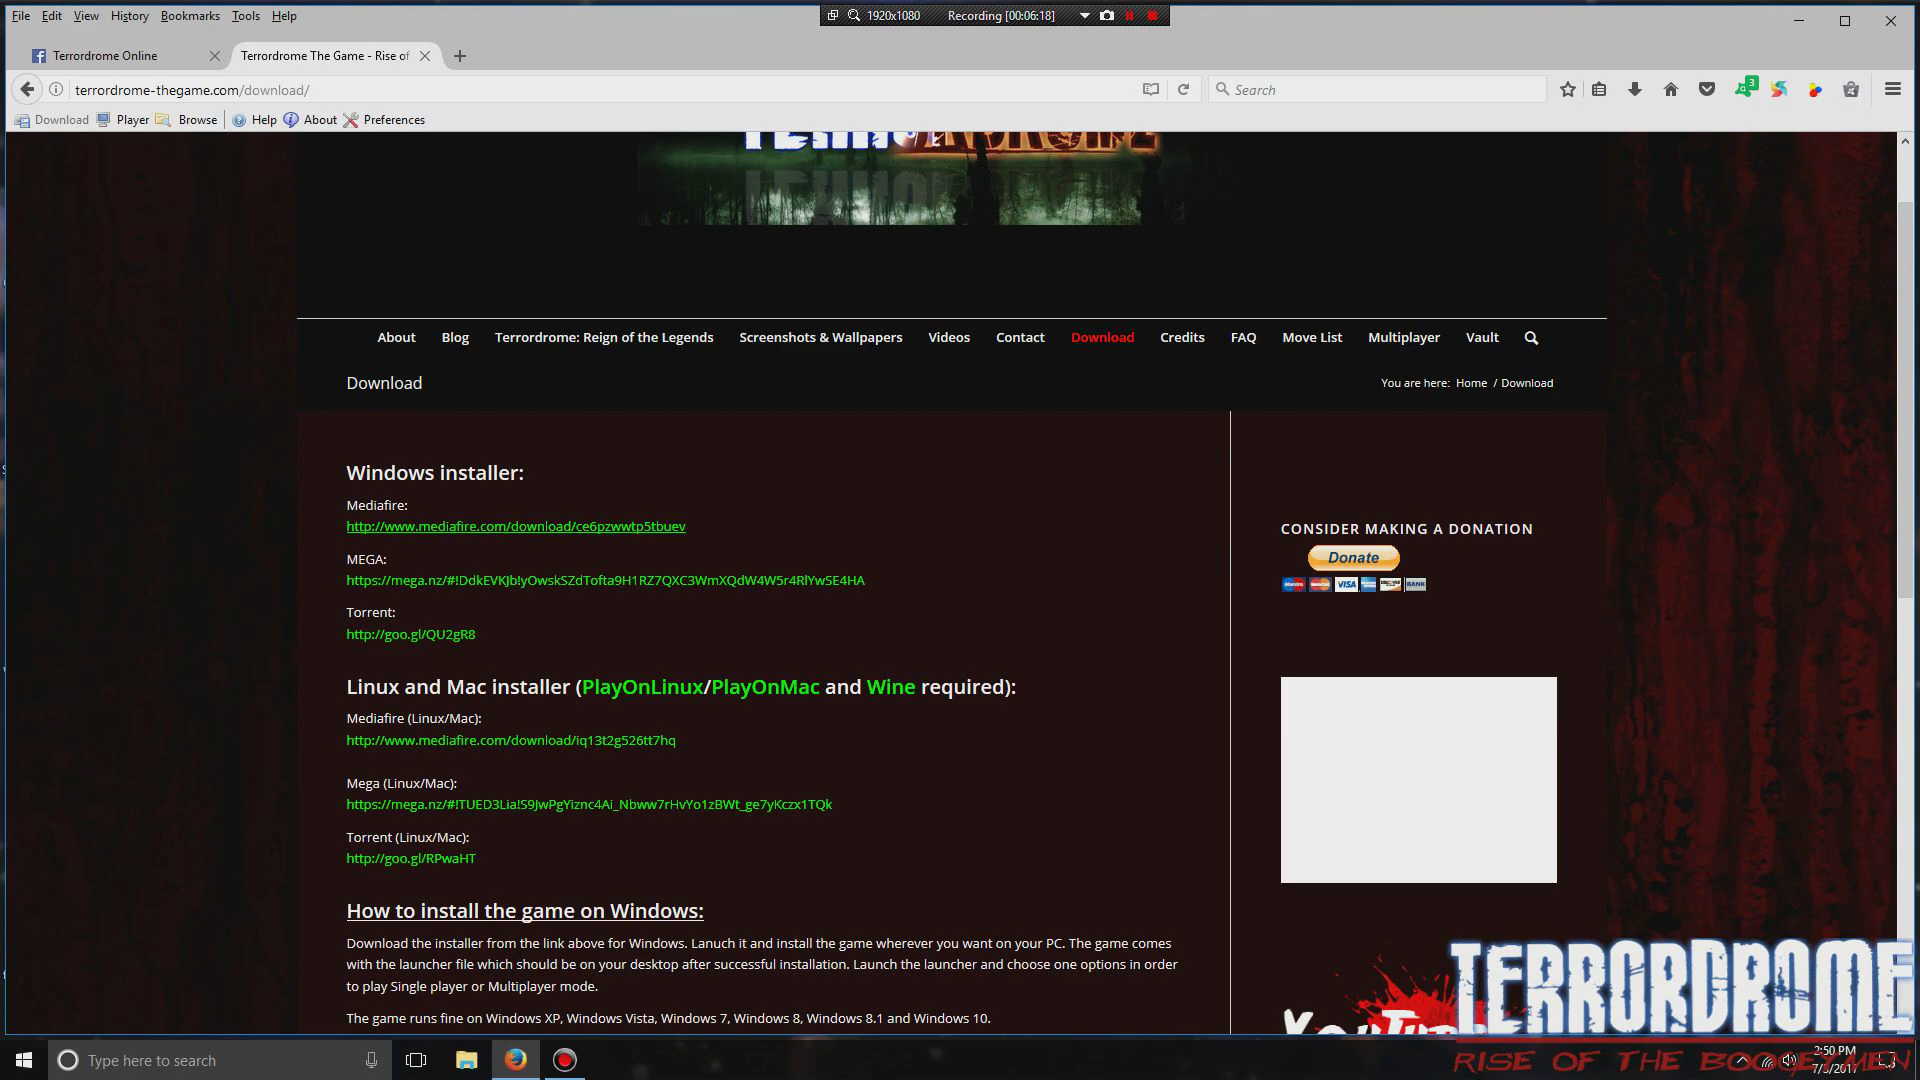 File Edit View History Bookmarks Tools Help
1920x1080 Recording [00:06:18]
Terrordrome Online
Terrordrome The Game - Rise of
terrordrome-thegame.com/download/
Search
3
Download Player Browse Help About Preferences
TERRORDROME
About Blog Terrordrome: Reign of the Legends Screenshots & Wallpapers Videos Contact Download Credits FAQ Move List Multiplayer Vault
Download
You are here: Home / Download
Windows installer:
Mediafire:
http://www.mediafire.com/download/ce6pzwwtp5tbuev
MEGA:
https://mega.nz/#!DdkEVKJb!yOwskSZdTofta9H1RZ7QXC3WmXQdW4W5r4RlYwSE4HA
Torrent:
http://goo.gl/QU2gR8
Linux and Mac installer (PlayOnLinux/PlayOnMac and Wine required):
Mediafire (Linux/Mac):
http://www.mediafire.com/download/iq13t2g526tt7hq
Mega (Linux/Mac):
https://mega.nz/#!TUED3Lia!S9JwPgYiznc4Ai_Nbww7rHvYo1zBWt_ge7yKczx1TQk
Torrent (Linux/Mac):
http://goo.gl/RPwaHT
How to install the game on Windows:
Download the installer from the link above for Windows. Lanuch it and install the game wherever you want on your PC. The game comes
with the launcher file which should be on your desktop after successful installation. Launch the launcher and choose one options in order
to play Single player or Multiplayer mode.
The game runs fine on Windows XP, Windows Vista, Windows 7, Windows 8, Windows 8.1 and Windows 10.
CONSIDER MAKING A DONATION
Donate
Maestro MasterCard VISA DISCOVER BANK
YouTube
TERRORDROME
RISE OF THE BOOGEYMEN
Type here to search
2:50 PM